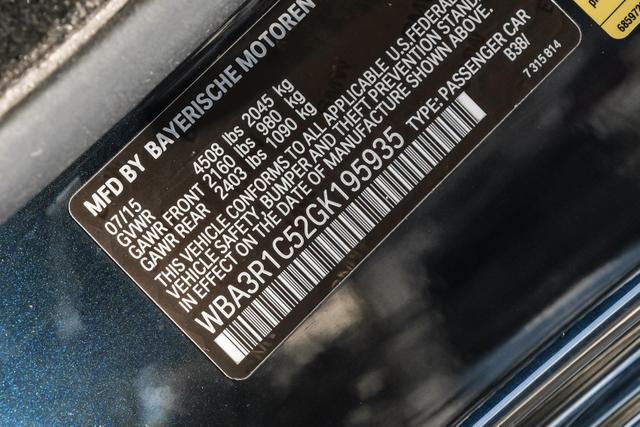 MFD BY BAYERISCHE MOTOREN
07/15
GVWR 4508 lbs 2045 kg
GAWR FRONT 2160 lbs 980 kg
GAWR REAR 2403 lbs 1090 kg
THIS VEHICLE CONFORMS TO ALL APPLICABLE U.S.FEDERAL
VEHICLE SAFETY, BUMPER AND THEFT PREVENTION STAND
IN EFFECT ON THE DATE OF MANUFACTURE SHOWN ABOVE.
WBA3R1C52GK195935 TYPE: PASSENGER CAR
B38/
7 315 814